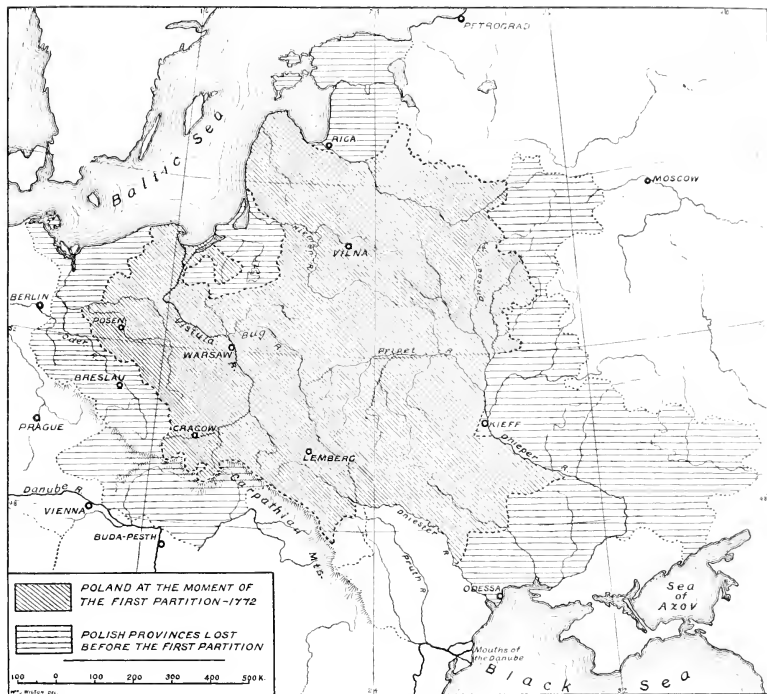 PETROGRAD
Baltic Sea
RIGA
MOSCOW
Niemen R.
VILNA
Dnieper R.
BERLIN
POSEN
Vistula R.
Bug R.
WARSAW
Oder R.
Pripet R.
BRESLAU
PRAGUE
CRACOW
KIEFF
LEMBERG
Dnieper R.
Danube R.
VIENNA
Carpathian Mts.
Dniester R.
BUDA-PESTH
Pruth R.
ODESSA
Sea
of
Azov
Mouths of
the Danube
Black Sea
POLAND AT THE MOMENT OF
THE FIRST PARTITION-1772
POLISH PROVINCES LOST
BEFORE THE FIRST PARTITION
100 0 100 200 300 400 500 K.